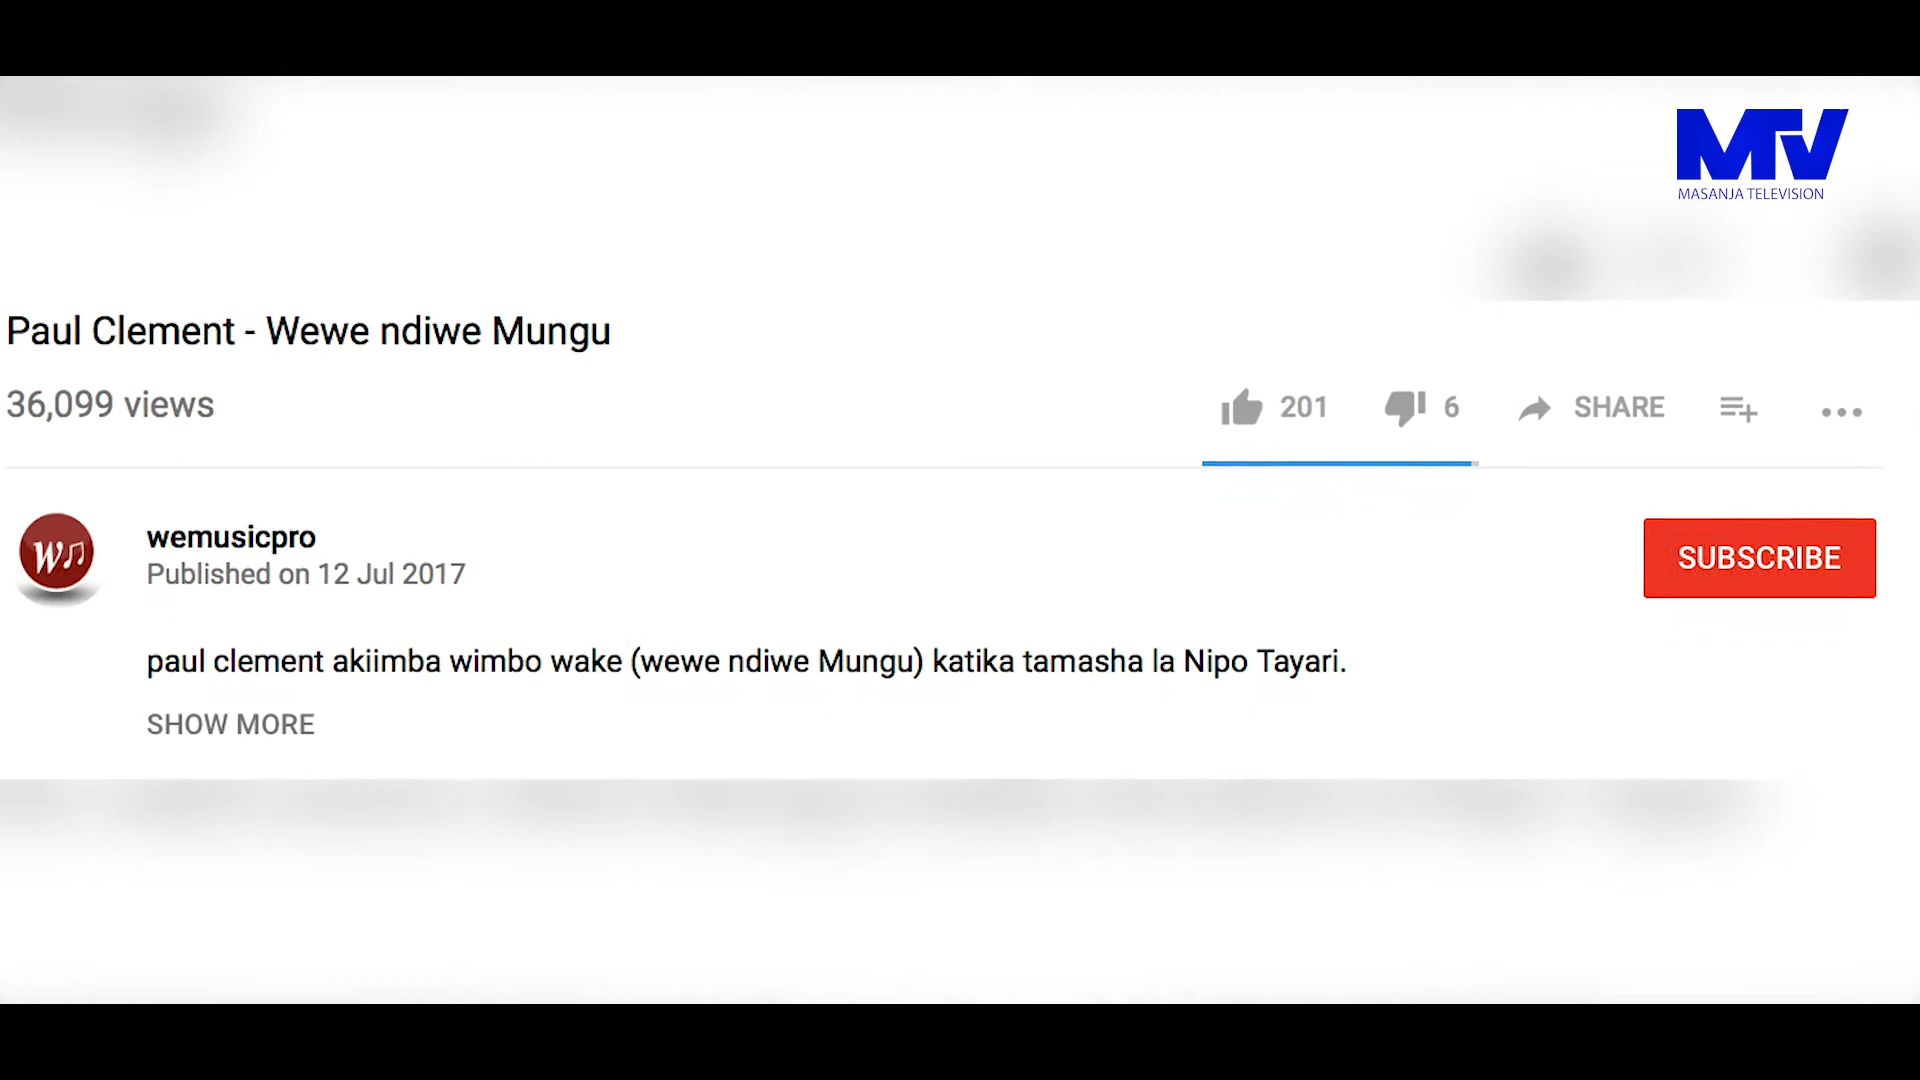 MTV
MASANJA TELEVISION
Paul Clement - Wewe ndiwe Mungu
36,099 views
201 6 SHARE
W
wemusicpro
Published on 12 Jul 2017
SUBSCRIBE
paul clement akiimba wimbo wake (wewe ndiwe Mungu) katika tamasha la Nipo Tayari.
SHOW MORE